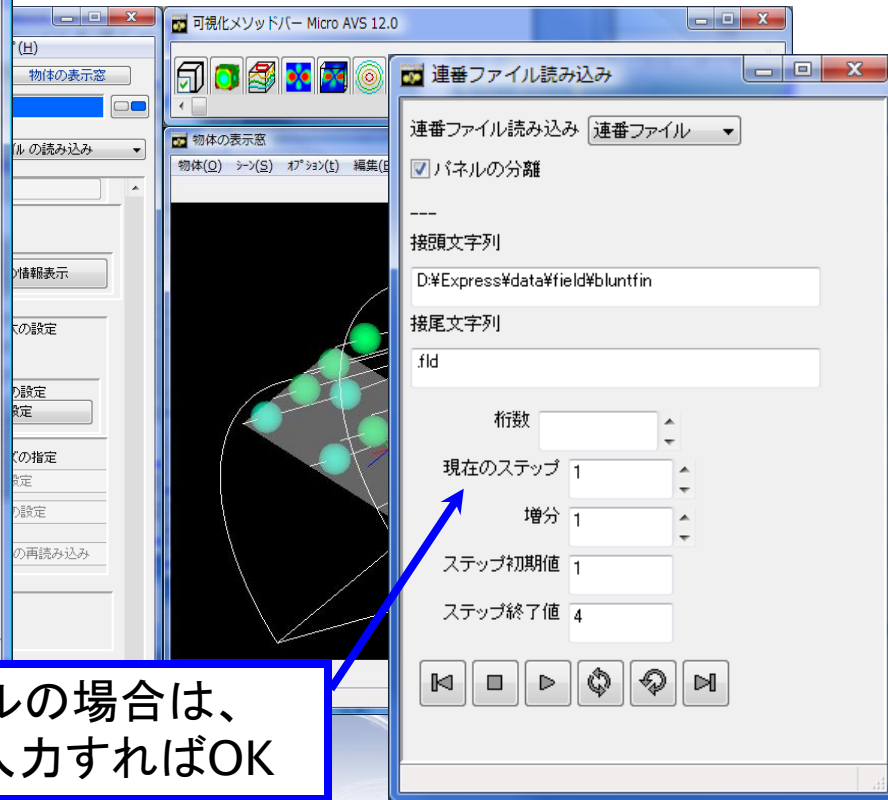 (H)
物体の表示窓
の読み込み
情報表示
の設定
の設定
の指定
の設定
の再読み込み
可視化メソッドバー Micro AVS 12.0
物体の表示窓
物体(O) シーン(S) オプション(t) 編集(E
連番ファイル読み込み
連番ファイル読み込み 連番ファイル
パネルの分離
---
接頭文字列
D:¥Express¥data¥field¥bluntfin
接尾文字列
.fld
桁数
現在のステップ 1
増分 1
ステップ初期値 1
ステップ終了値 4
ルの場合は、
入力すればOK